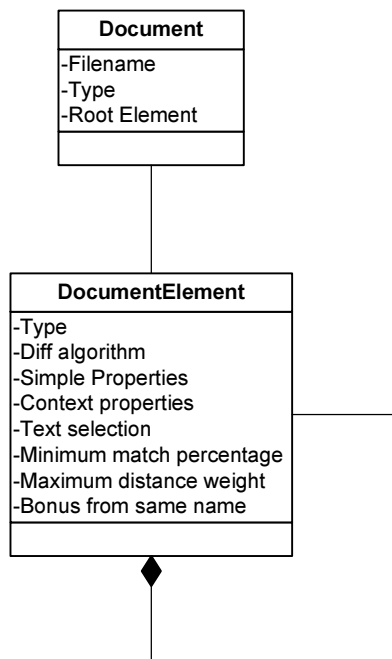 Document
-Filename
-Type
-Root Element
DocumentElement
-Type
-Diff algorithm
-Simple Properties
-Context properties
-Text selection
-Minimum match percentage
-Maximum distance weight
-Bonus from same name